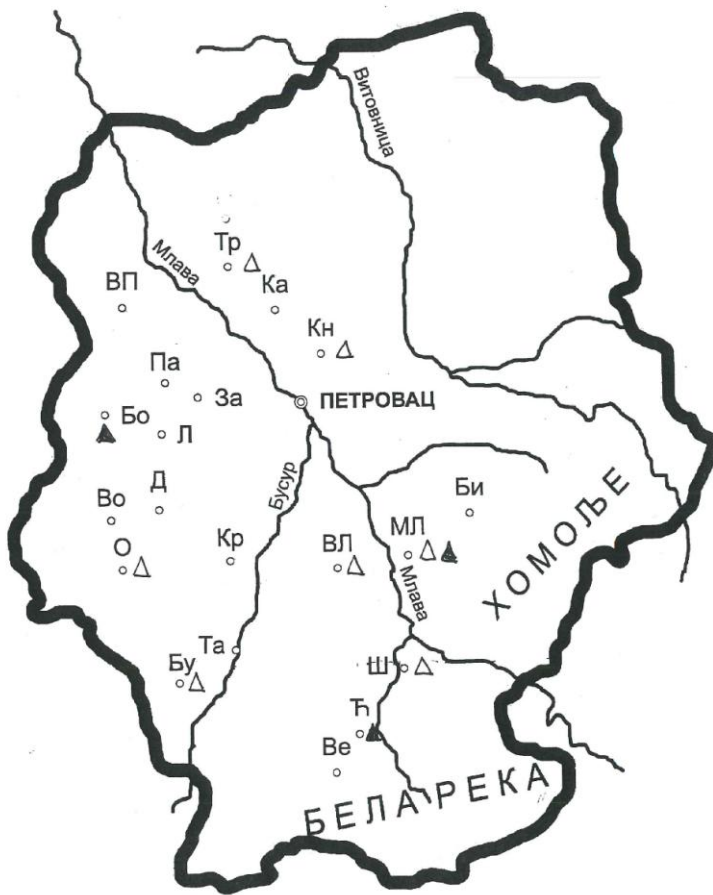 Витовница
Млава
Тр
Ка
ВП
Кн
Па
За
ПЕТРОВАЦ
Бо
Л
Бусур
Д
Во
Би
О
Кр
ВЛ
МЛ
Млава
ХОМОЉЕ
Та
Бу
Ш
Ћ
Ве
БЕЛА РЕКА